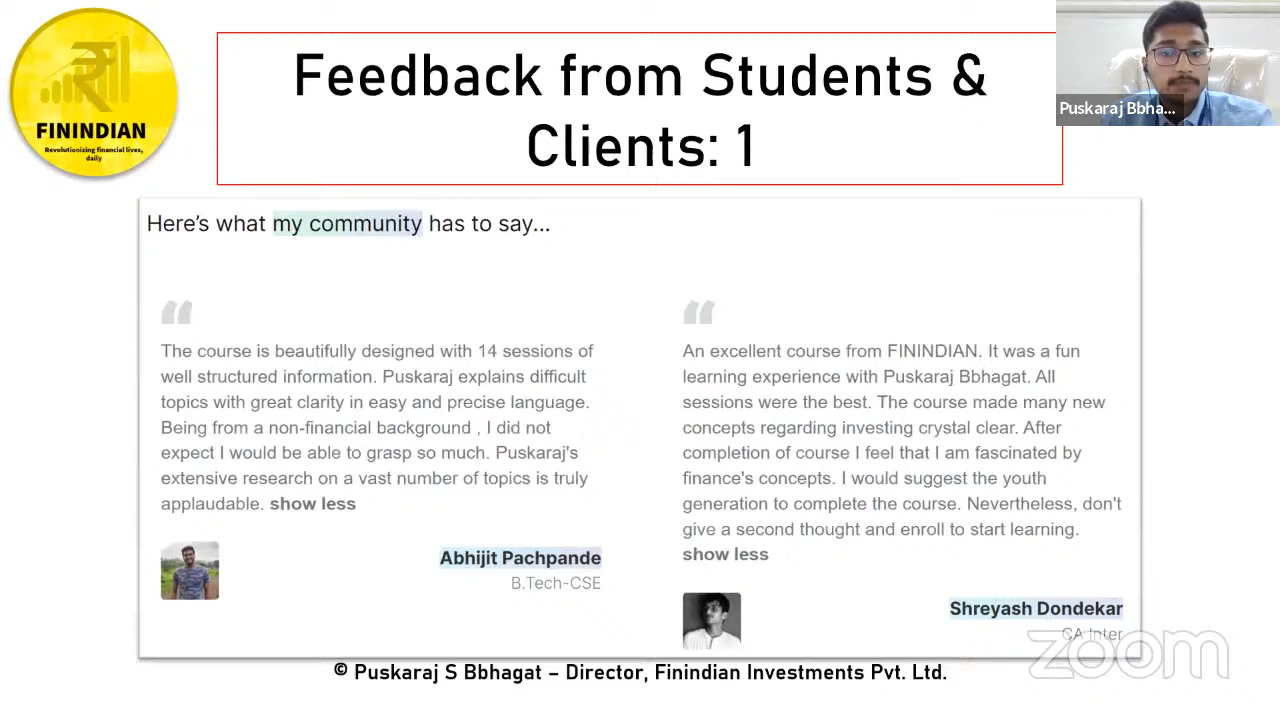 FININDIAN
Revolutionizing financial lives,
daily
Feedback from Students &
Clients: 1
Puskaraj Bbha...
Here's what my community has to say...
The course is beautifully designed with 14 sessions of
well structured information. Puskaraj explains difficult
topics with great clarity in easy and precise language.
Being from a non-financial background , I did not
expect I would be able to grasp so much. Puskaraj's
extensive research on a vast number of topics is truly
applaudable. show less
Abhijit Pachpande
B.Tech-CSE
An excellent course from FININDIAN. It was a fun
learning experience with Puskaraj Bbhagat. All
sessions were the best. The course made many new
concepts regarding investing crystal clear. After
completion of course I feel that I am fascinated by
finance's concepts. I would suggest the youth
generation to complete the course. Nevertheless, don't
give a second thought and enroll to start learning.
show less
Shreyash Dondekar
CA Inter
zoom
© Puskaraj S Bbhagat – Director, Finindian Investments Pvt. Ltd.